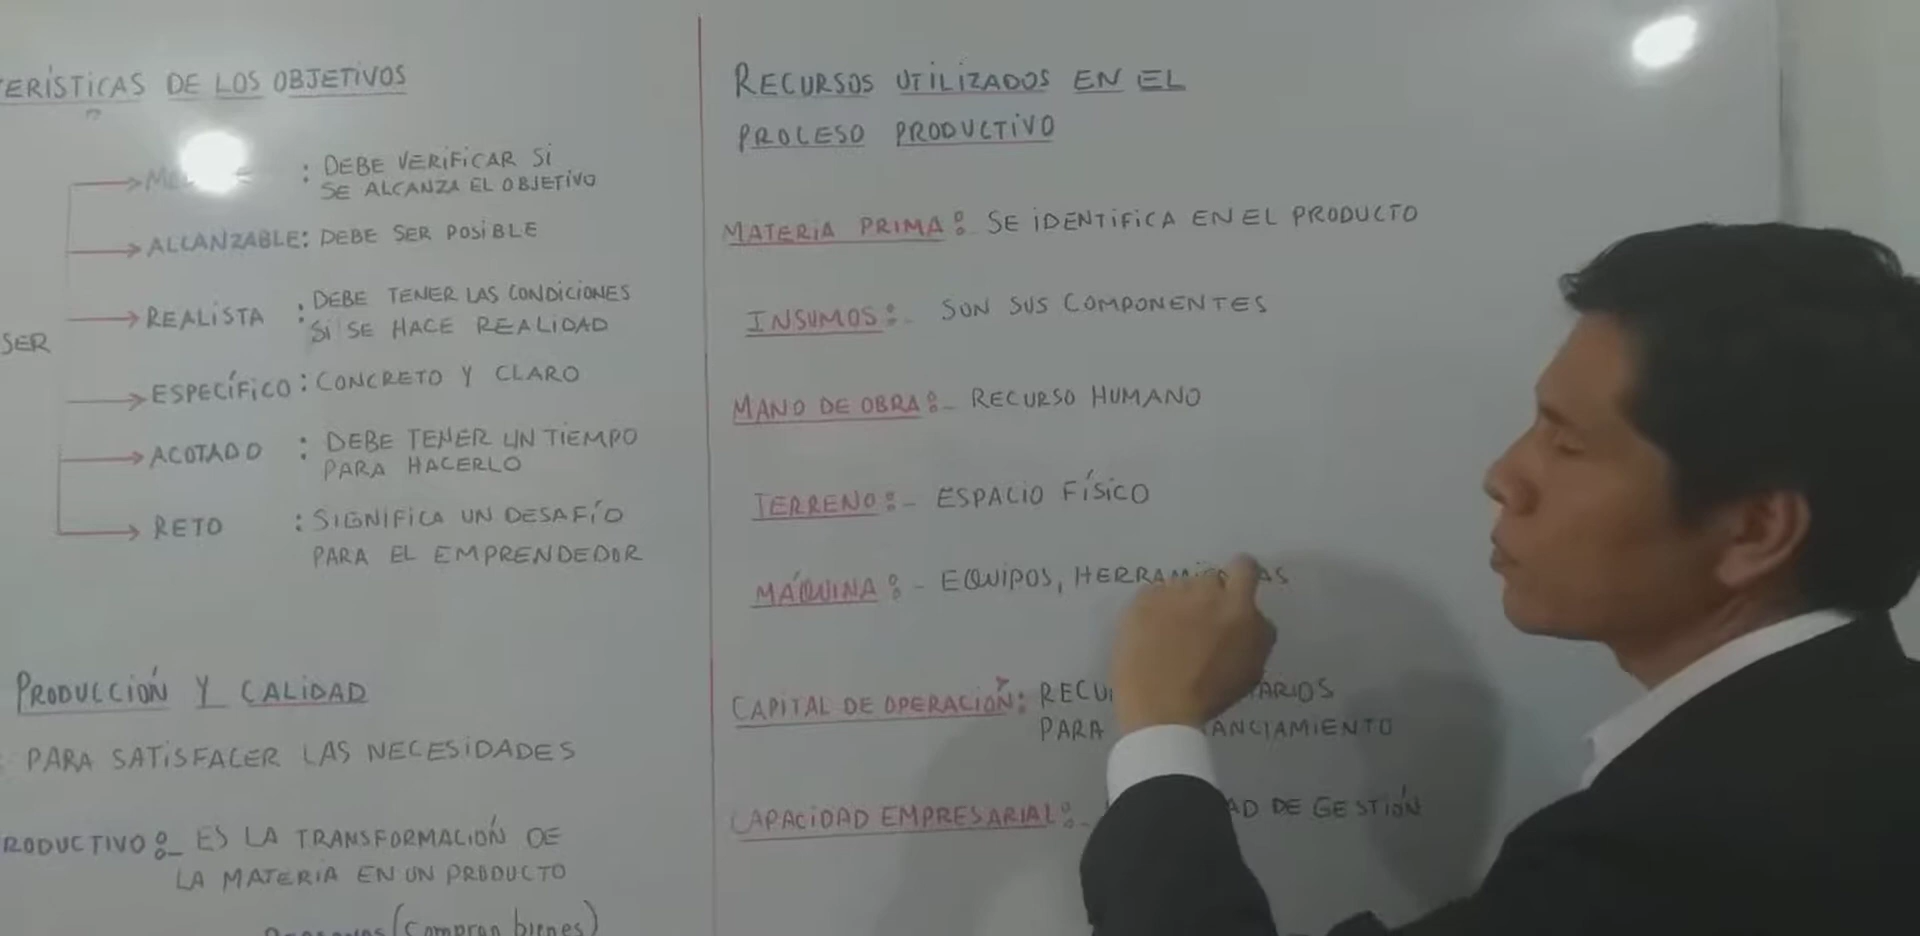 DE LOS OBJETIVOS
: DEBE VERIFICAR SI
SE ALCANZA EL OBJETIVO
ALCANZABLE: DEBE SER POSIBLE
REALISTA : DEBE TENER LAS CONDICIONES
SI SE HACE REALIDAD
SER
ESPECÍFICO: CONCRETO Y CLARO
ACOTADO : DEBE TENER UN TIEMPO
PARA HACERLO
RETO : SIGNIFICA UN DESAFÍO
PARA EL EMPRENDEDOR
PRODUCCIÓN Y CALIDAD
PARA SATISFACER LAS NECESIDADES
RODUCTIVO:- ES LA TRANSFORMACIÓN DE
LA MATERIA EN UN PRODUCTO
(Compran bienes)
RECURSOS UTILIZADOS EN EL
PROCESO PRODUCTIVO
MATERIA PRIMA: SE IDENTIFICA EN EL PRODUCTO
INSUMOS:- SON SUS COMPONENTES
MANO DE OBRA:- RECURSO HUMANO
TERRENO:- ESPACIO FÍSICO
MÁQUINA:- EQUIPOS,
CAPITAL DE OPERACIÓN:
PARA
CAPACIDAD EMPRESARIAL:- DE GESTIÓN